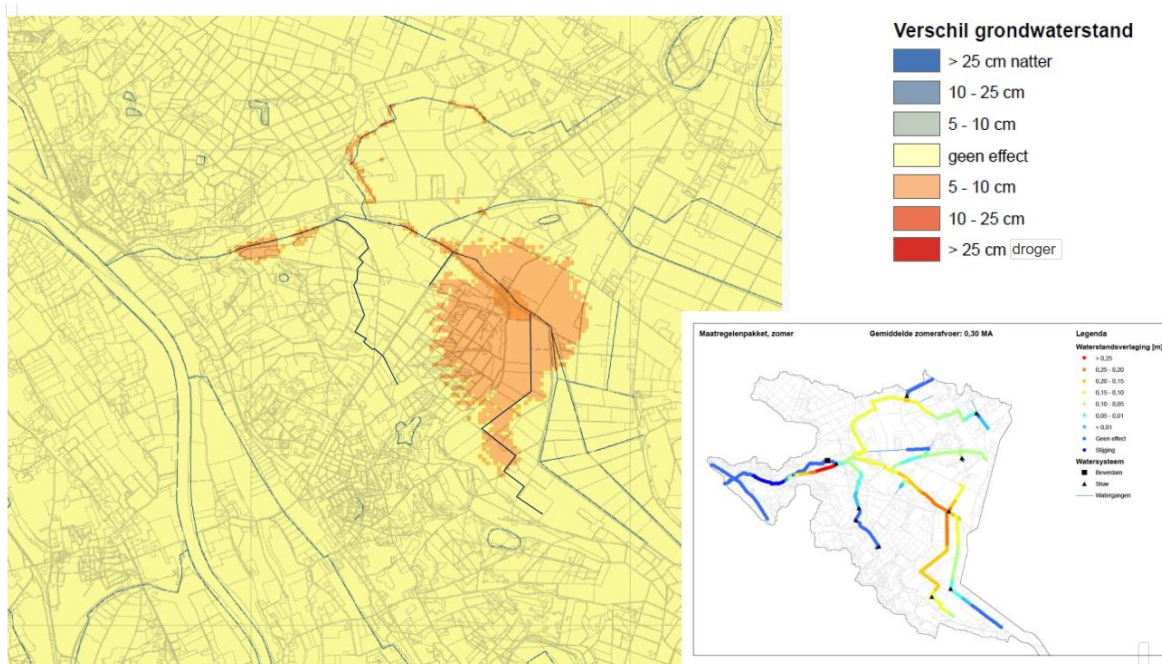 Verschil grondwaterstand
> 25 cm natter
10 - 25 cm
5 - 10 cm
geen effect
5 - 10 cm
10 - 25 cm
> 25 cm droger
Maatregelenpakket, zomer
Gemiddelde zomerafvoer: 0,30 MA
Legenda
Waterstandsverlaging [m]
> 0,25
0,25 - 0,20
0,20 - 0,15
0,15 - 0,10
0,10 - 0,05
0,05 - 0,01
< 0,01
Geen effect
Stijging
Watersysteem
Beverdam
Stuw
Watergangen